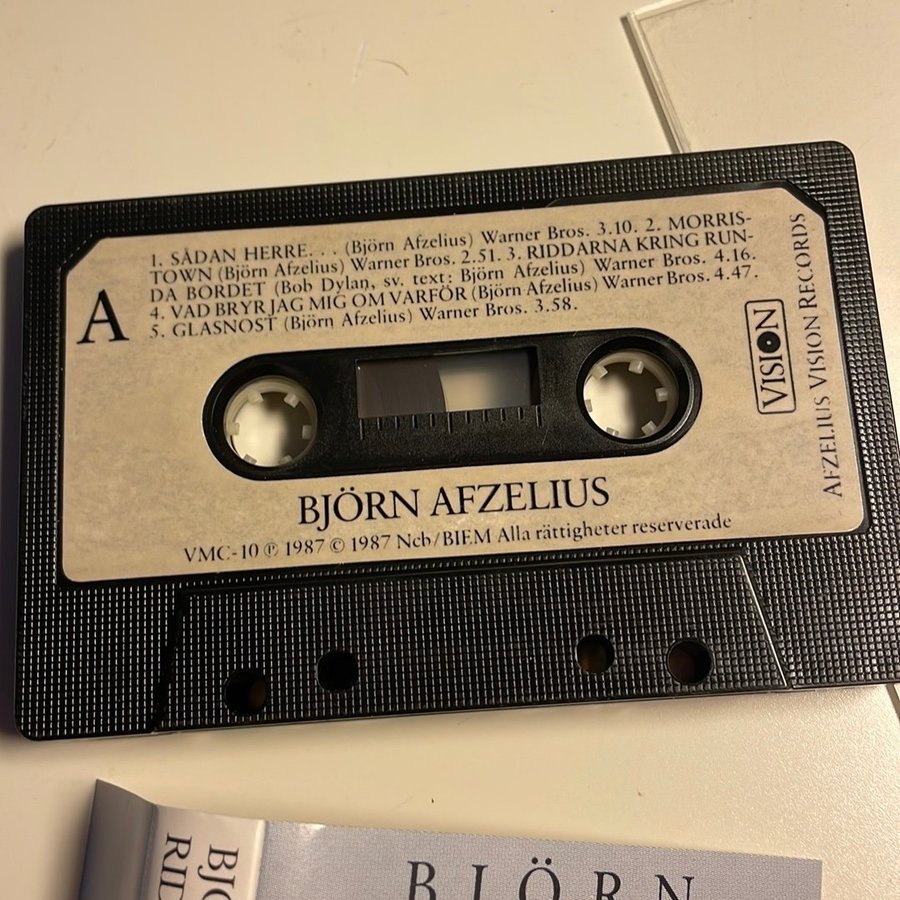 A
1. SÅDAN HERRE. . . (Björn Afzelius) Warner Bros. 3.10. 2. MORRIS-
TOWN (Björn Afzelius) Warner Bros. 2.51. 3. RIDDARNA KRING RUN-
DA BORDET (Bob Dylan, sv. text: Björn Afzelius) Warner Bros. 4.16.
4. VAD BRYR JAG MIG OM VARFÖR (Björn Afzelius) Warner Bros. 4.47.
5. GLASNOST (Björn Afzelius) Warner Bros. 3.58.
VISION
AFZELIUS VISION RECORDS
BJÖRN AFZELIUS
VMC-10 ℗ 1987 © 1987 Ncb/BIEM Alla rättigheter reserverade
BJÖ
RID
BJÖRN